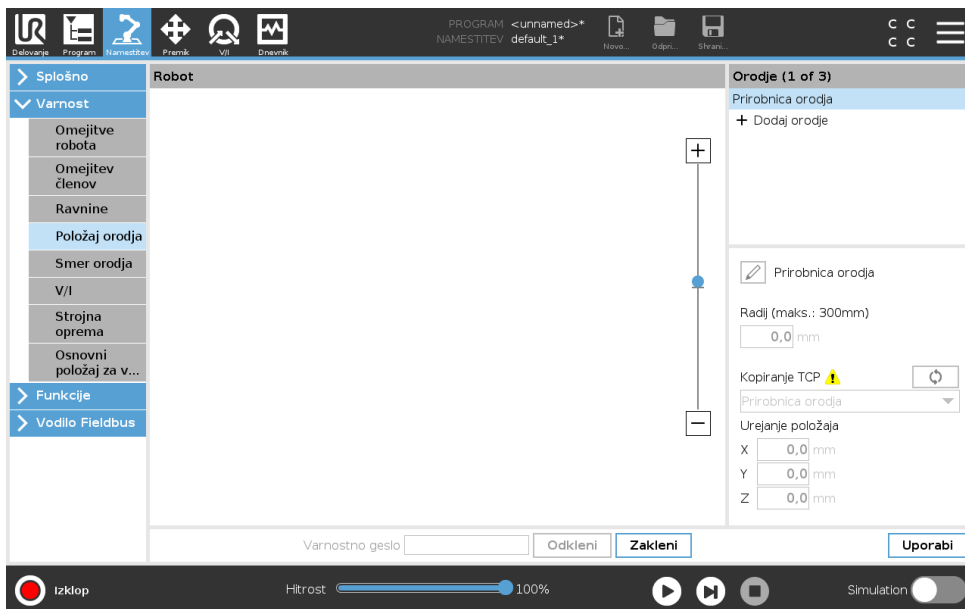 PROGRAM <unnamed>*
NAMESTITEV default_1*
Delovanje Program Namestitev Premik V/I Dnevnik Novo... Odpri... Shrani...
C C
C C
Splošno
Varnost
Omejitve
robota
Omejitev
členov
Ravnine
Položaj orodja
Smer orodja
V/I
Strojna
oprema
Osnovni
položaj za v...
Funkcije
Vodilo Fieldbus
Robot
Orodje (1 of 3)
Prirobnica orodja
+ Dodaj orodje
Prirobnica orodja
Radij (maks.: 300mm)
0,0 mm
Kopiranje TCP
Prirobnica orodja
Urejanje položaja
X 0,0 mm
Y 0,0 mm
Z 0,0 mm
Varnostno geslo Odkleni Zakleni Uporabi
Izklop Hitrost 100% Simulation